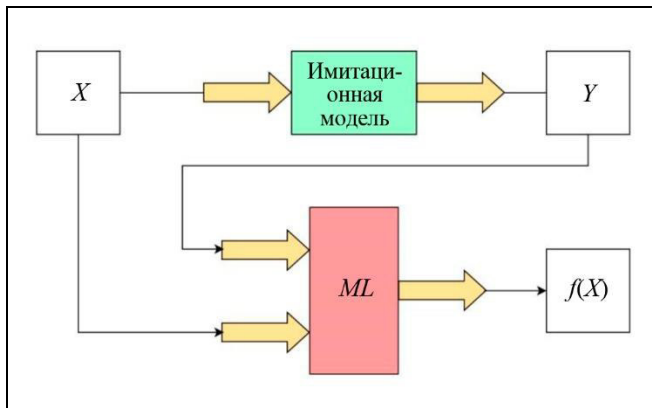 X
Имитаци-
онная
модель
Y
ML
f(X)